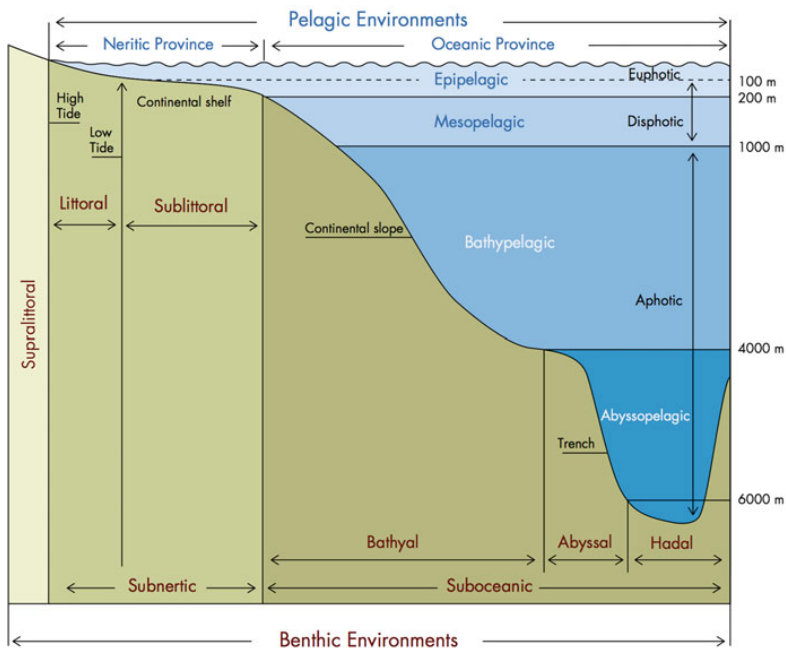 Pelagic Environments
Neritic Province
Oceanic Province
Epipelagic
Euphotic
100 m
High
Tide
Continental shelf
200 m
Low
Tide
Mesopelagic
Disphotic
1000 m
Littoral
Sublittoral
Continental slope
Bathypelagic
Supralittoral
Aphotic
4000 m
Abyssopelagic
Trench
6000 m
Bathyal
Abyssal
Hadal
Subnertic
Suboceanic
Benthic Environments